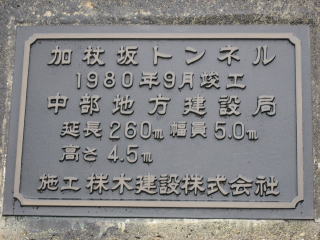 加杖坂トンネル
1980年9月竣工
中部地方建設局
延長260m幅員5.0m
高さ4.5m
施工 株木建設株式会社